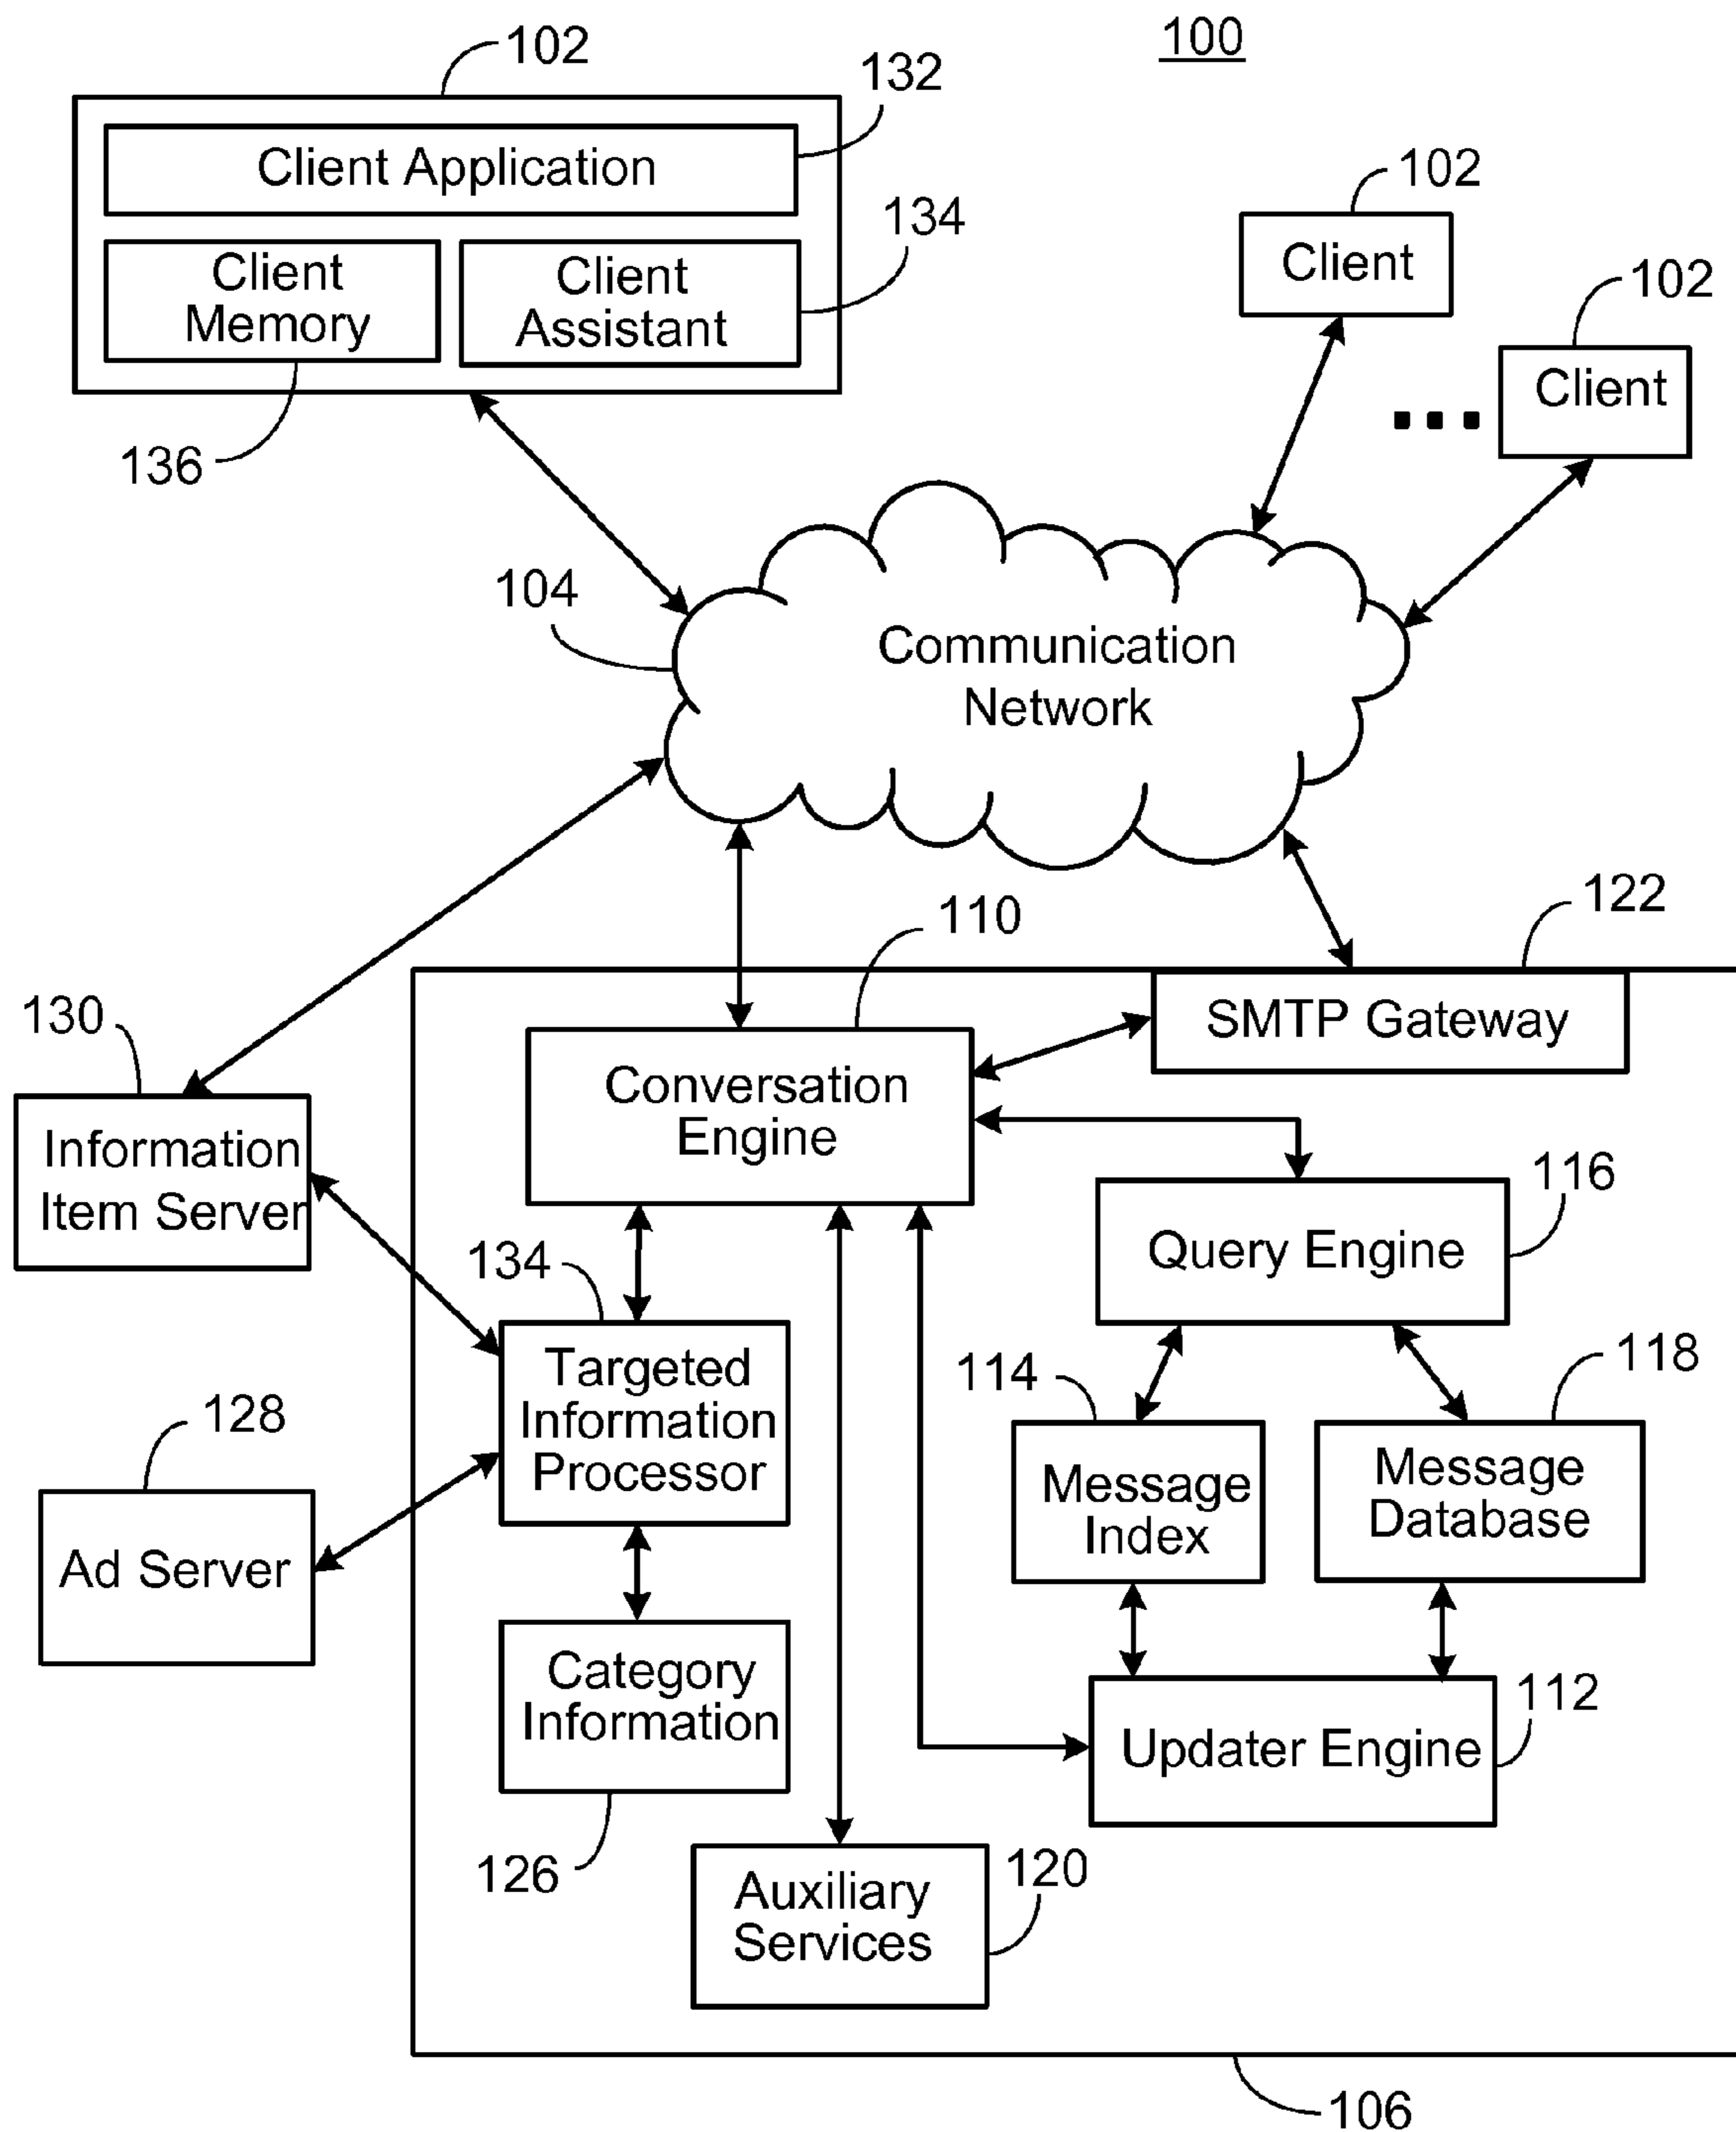 100
102
132
Client Application
134
Client
Memory
Client
Assistant
136
102
Client
102
Client
104
Communication
Network
110
122
130
SMTP Gateway
Conversation
Engine
Information
Item Server
116
Query Engine
134
Targeted
Information
Processor
114
118
128
Message
Index
Message
Database
Ad Server
Category
Information
112
Updater Engine
126
120
Auxiliary
Services
106